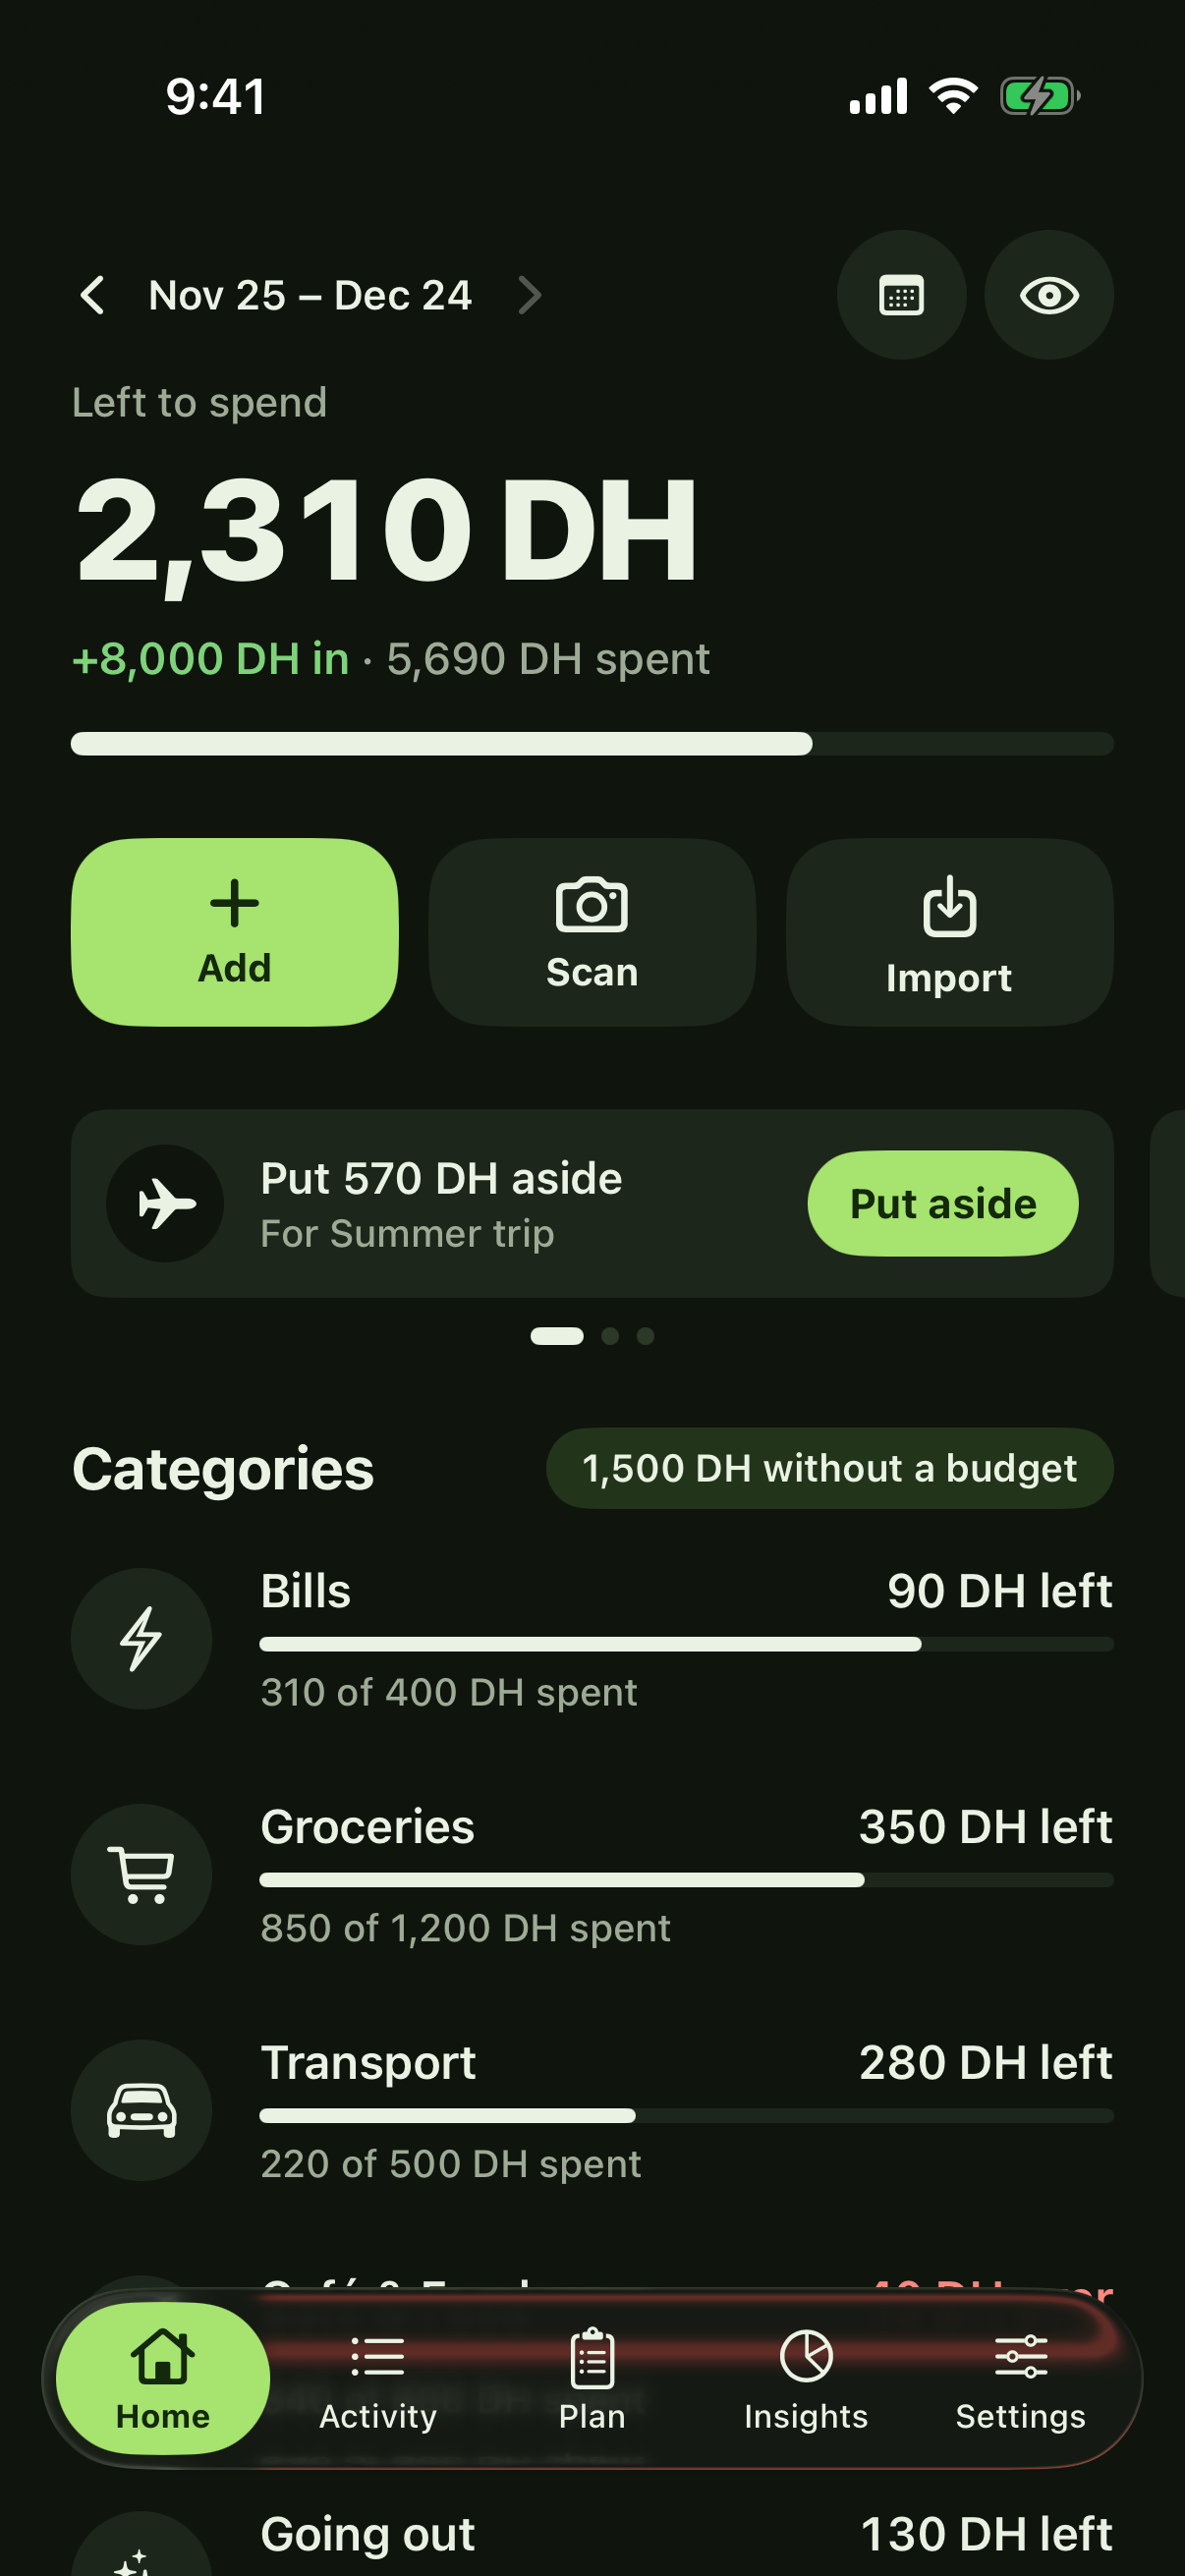 9:41
Nov 25 – Dec 24
Left to spend
2,310 DH
+8,000 DH in · 5,690 DH spent
Add
Scan
Import
Put 570 DH aside
For Summer trip
Put aside
Categories
1,500 DH without a budget
Bills
90 DH left
310 of 400 DH spent
Groceries
350 DH left
850 of 1,200 DH spent
Transport
280 DH left
220 of 500 DH spent
Home
Activity
Plan
Insights
Settings
Going out
130 DH left